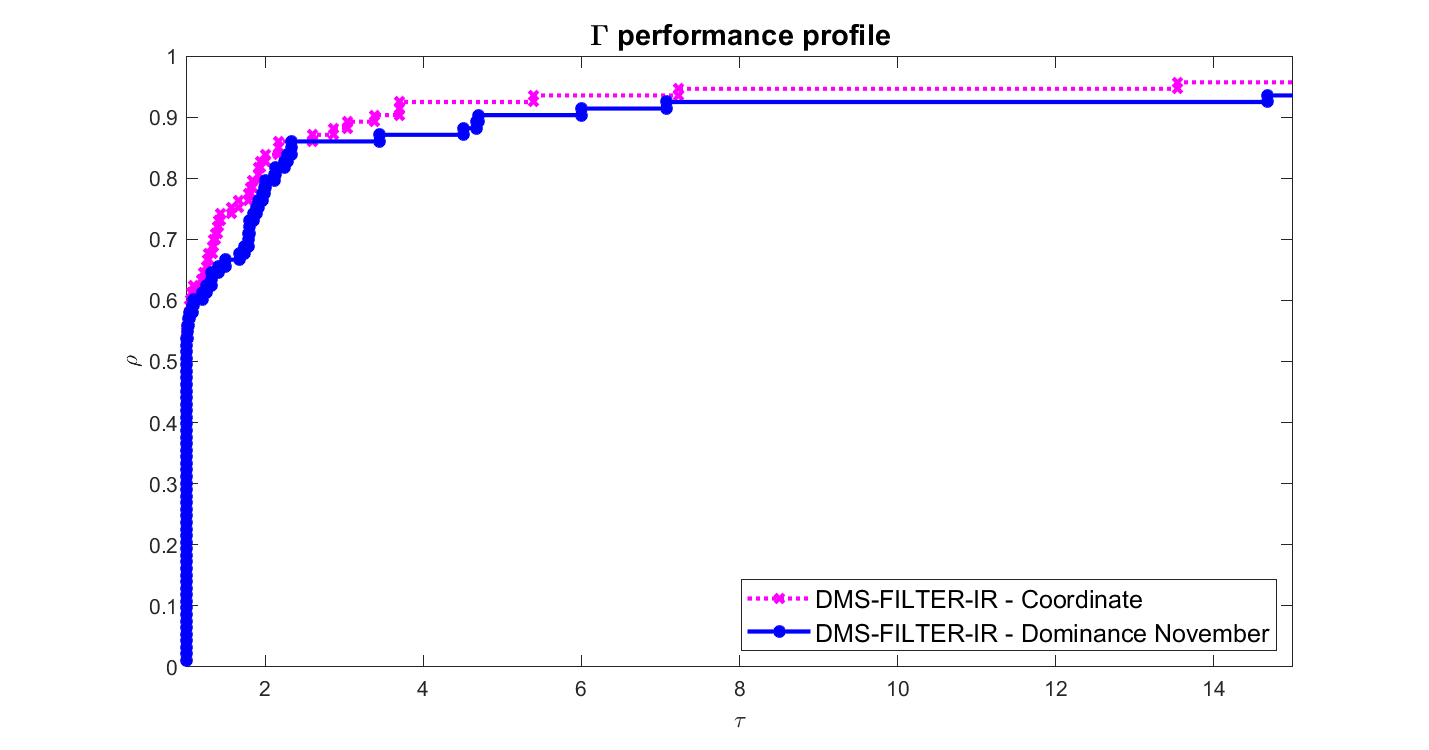 Γ performance profile
1
0.9
0.8
0.7
0.6
0.5
0.4
0.3
0.2
0.1
0
ρ
2 4 6 8 10 12 14
τ
DMS-FILTER-IR - Coordinate
DMS-FILTER-IR - Dominance November